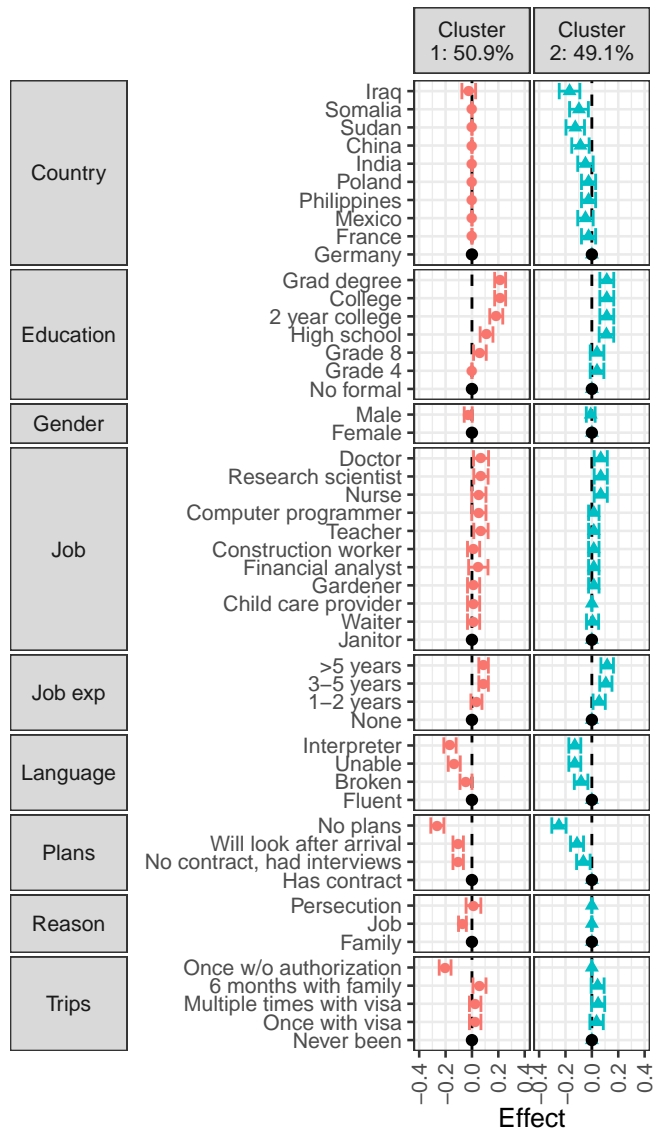 Cluster
1: 50.9%
Cluster
2: 49.1%
Country
Iraq
Somalia
Sudan
China
India
Poland
Philippines
Mexico
France
Germany
Education
Grad degree
College
2 year college
High school
Grade 8
Grade 4
No formal
Gender
Male
Female
Job
Doctor
Research scientist
Nurse
Computer programmer
Teacher
Construction worker
Financial analyst
Gardener
Child care provider
Waiter
Janitor
Job exp
>5 years
3–5 years
1–2 years
None
Language
Interpreter
Unable
Broken
Fluent
Plans
No plans
Will look after arrival
No contract, had interviews
Has contract
Reason
Persecution
Job
Family
Trips
Once w/o authorization
6 months with family
Multiple times with visa
Once with visa
Never been
−0.4 −0.2 0.0 0.2 0.4 −0.4 −0.2 0.0 0.2 0.4
Effect